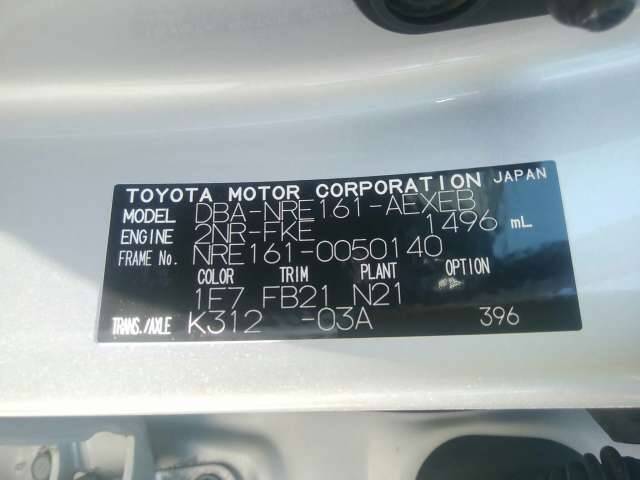 TOYOTA MOTOR CORPORATION JAPAN
MODEL DBA-NRE161-AEXEB
ENGINE 2NR-FKE 1496 mL
FRAME No. NRE161-0050140
COLOR TRIM PLANT OPTION
1F7 FB21 N21
TRANS./AXLE K312 -03A 396